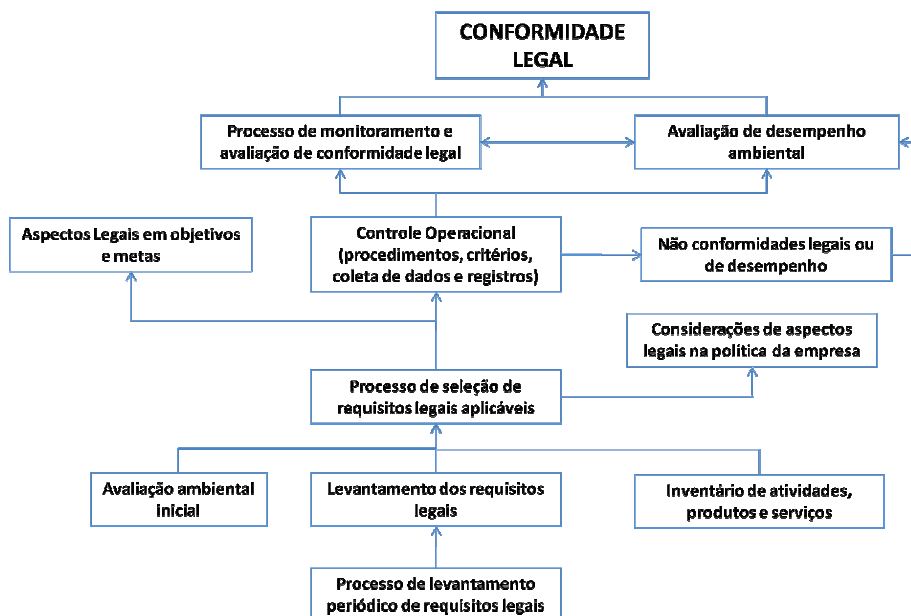 CONFORMIDADE
LEGAL
Processo de monitoramento e
avaliação de conformidade legal
Avaliação de desempenho
ambiental
Aspectos Legais em objetivos
e metas
Controle Operacional
(procedimentos, critérios,
coleta de dados e registros)
Não conformidades legais ou
de desempenho
Considerações de aspectos
legais na política da empresa
Processo de seleção de
requisitos legais aplicáveis
Avaliação ambiental
inicial
Levantamento dos requisitos
legais
Inventário de atividades,
produtos e serviços
Processo de levantamento
periódico de requisitos legais